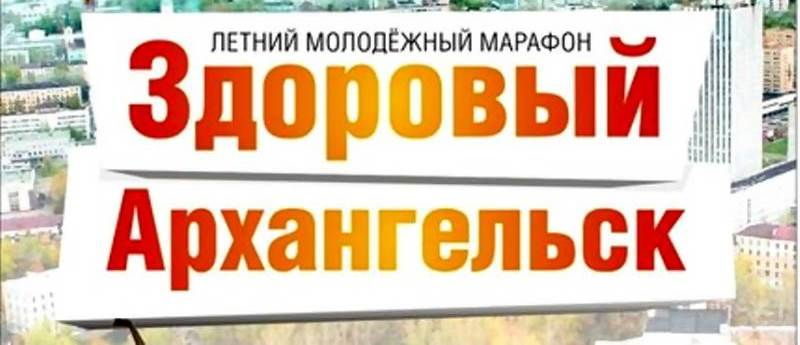 ЛЕТНИЙ МОЛОДЁЖНЫЙ МАРАФОН
Здоровый
Архангельск